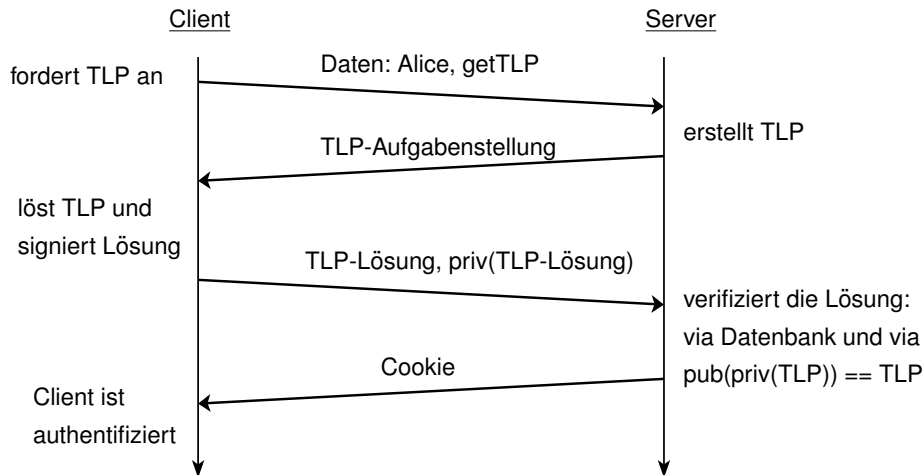 Client
Server
fordert TLP an
Daten: Alice, getTLP
erstellt TLP
TLP-Aufgabenstellung
löst TLP und
signiert Lösung
TLP-Lösung, priv(TLP-Lösung)
verifiziert die Lösung:
via Datenbank und via
pub(priv(TLP)) == TLP
Cookie
Client ist
authentifiziert